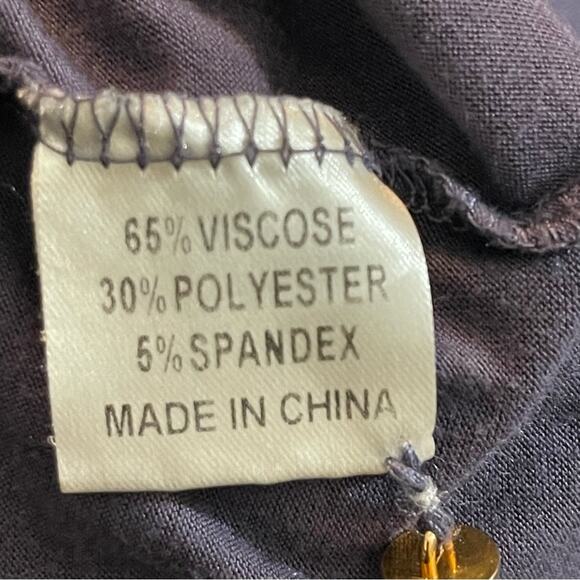 65% VISCOSE
30% POLYESTER
5% SPANDEX
MADE IN CHINA